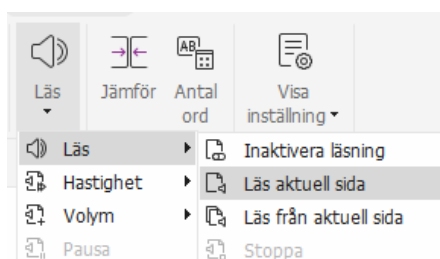 Läs
Jämför
Antal
ord
Visa
inställning
Läs
Hastighet
Volym
Pausa
Inaktivera läsning
Läs aktuell sida
Läs från aktuell sida
Stoppa